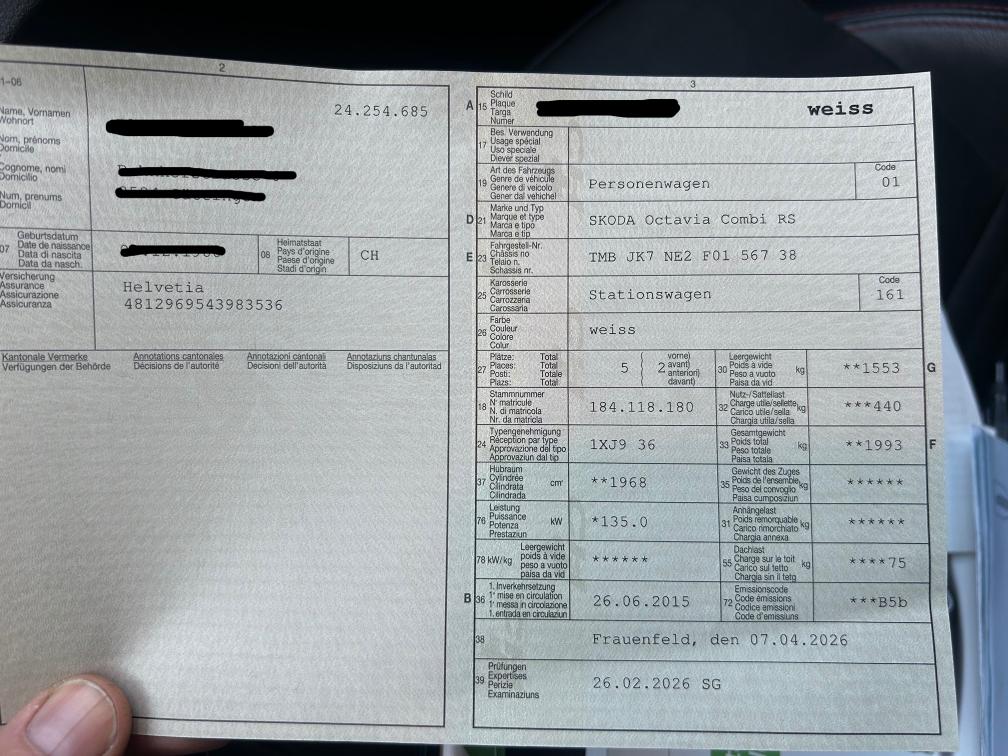 2
1-06
24.254.685
Name, Vornamen
Wohnort
Nom, prénoms
Domicile
Cognome, nomi
Domicilio
Num, prenums
Domicil
07 Geburtsdatum
Date de naissance
Data di nascita
Data da nasch.
08 Heimatstaat
Pays d'origine
Paese d'origine
Stadi d'origin
CH
Versicherung
Assurance
Assicurazione
Assicuranza
Helvetia
4812969543983536
Kantonale Vermerke
Verfügungen der Behörde
Annotations cantonales
Décisions de l'autorité
Annotazioni cantonali
Decisioni dell'autorità
Annotaziuns chantunalas
Disposiziuns da l'autoritad
3
A 15 Schild
Plaque
Targa
Numer
weiss
17 Bes. Verwendung
Usage spécial
Uso speciale
Diever spezial
19 Art des Fahrzeugs
Genre de véhicule
Genere di veicolo
Gener dal vehichel
Personenwagen
Code
01
D 21 Marke und Typ
Marque et type
Marca e tipo
Marca e tip
SKODA Octavia Combi RS
E 23 Fahrgestell-Nr.
Châssis no
Telaio n.
Schassis nr.
TMB JK7 NE2 F01 567 38
25 Karosserie
Carrosserie
Carrozzeria
Carossaria
Stationswagen
Code
161
26 Farbe
Couleur
Colore
Colur
weiss
27 Plätze: Total
Places: Total
Posti: Totale
Plazs: Total
5 ( 2 vorne)
avant)
anteriori)
davant)
30 Leergewicht
Poids à vide
Peso a vuoto
Paisa da vid
kg
**1553
G
18 Stammnummer
N° matricule
N. di matricola
Nr. da matricla
184.118.180
32 Nutz-/Sattellast
Charge utile/sellette
Carico utile/sella
Chargia utila/sella
kg
***440
24 Typengenehmigung
Réception par type
Approvazione del tipo
Approvaziun dal tip
1XJ9 36
33 Gesamtgewicht
Poids total
Peso totale
Paisa totala
kg
**1993
F
37 Hubraum
Cylindrée
Cilindrata
Cilindrada
cm³
**1968
35 Gewicht des Zuges
Poids de l'ensemble
Peso del convoglio
Paisa cumposiziun
kg
******
76 Leistung
Puissance
Potenza
Prestaziun
kW
*135.0
31 Anhängelast
Poids remorquable
Carico rimorchiato
Chargia annexa
kg
******
78 kW/kg Leergewicht
poids à vide
peso a vuoto
paisa da vid
******
55 Dachlast
Charge sur le toit
Carico sul tetto
Chargia sin il tetg
kg
****75
B 36 1. Inverkehrsetzung
1re mise en circulation
1a messa in circolazione
1. entrada en circulaziun
26.06.2015
72 Emissionscode
Code émissions
Codice emissioni
Code d'emissiuns
***B5b
38
Frauenfeld, den 07.04.2026
39 Prüfungen
Expertises
Perizie
Examinaziuns
26.02.2026 SG